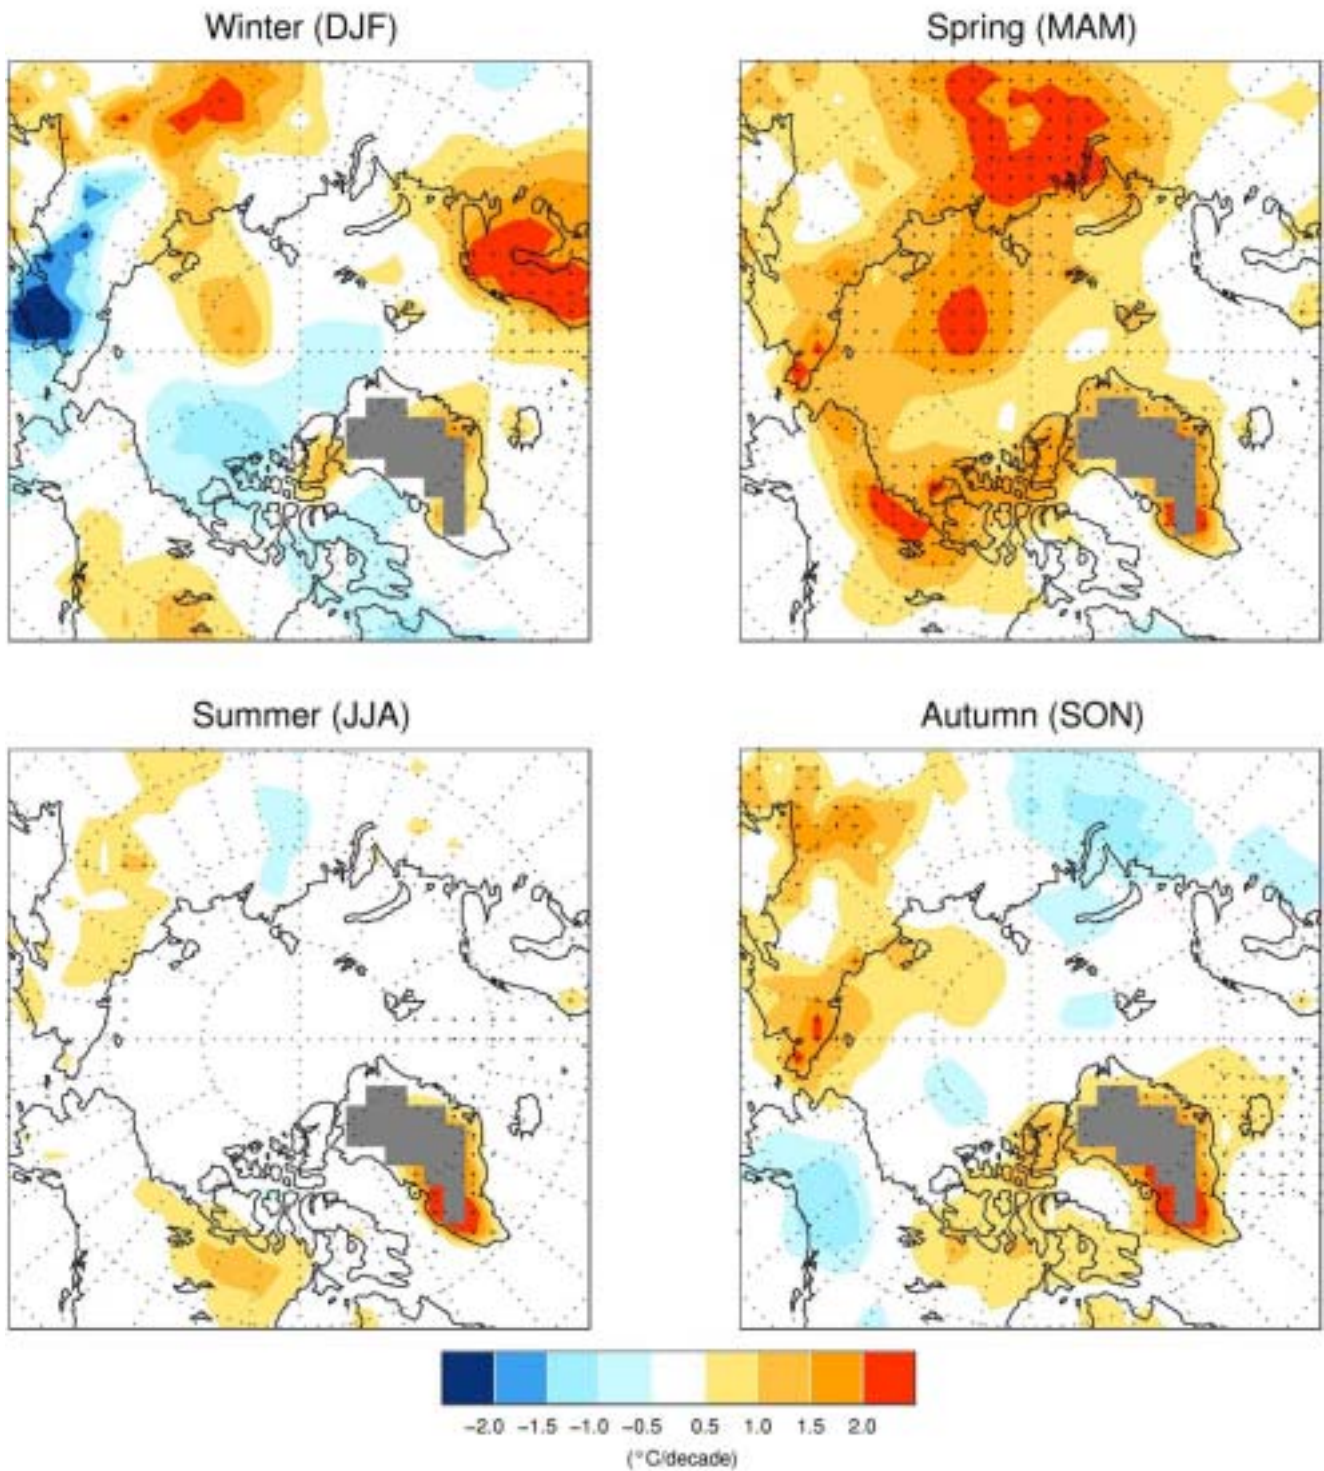 Winter (DJF)
Spring (MAM)
Summer (JJA)
Autumn (SON)
−2.0 −1.5 −1.0 −0.5 0.5 1.0 1.5 2.0
(°C/decade)